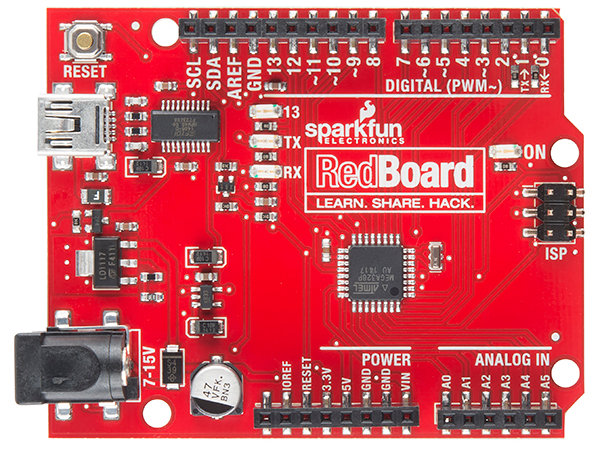 RESET
SCL
SDA
AREF
GND
13
12
~11
~10
~9
8
7
~6
~5
4
~3
2
TX→1
RX←0
DIGITAL (PWM~)
13
TX
RX
sparkfun
ELECTRONICS
RedBoard
LEARN. SHARE. HACK.
ON
ISP
LD1117
ATMEL
MEGA328P
AU 1617
7-15V
47
VFK
BN3
POWER
ANALOG IN
IOREF
RESET
3.3V
5V
GND
GND
VIN
A0
A1
A2
A3
A4
A5